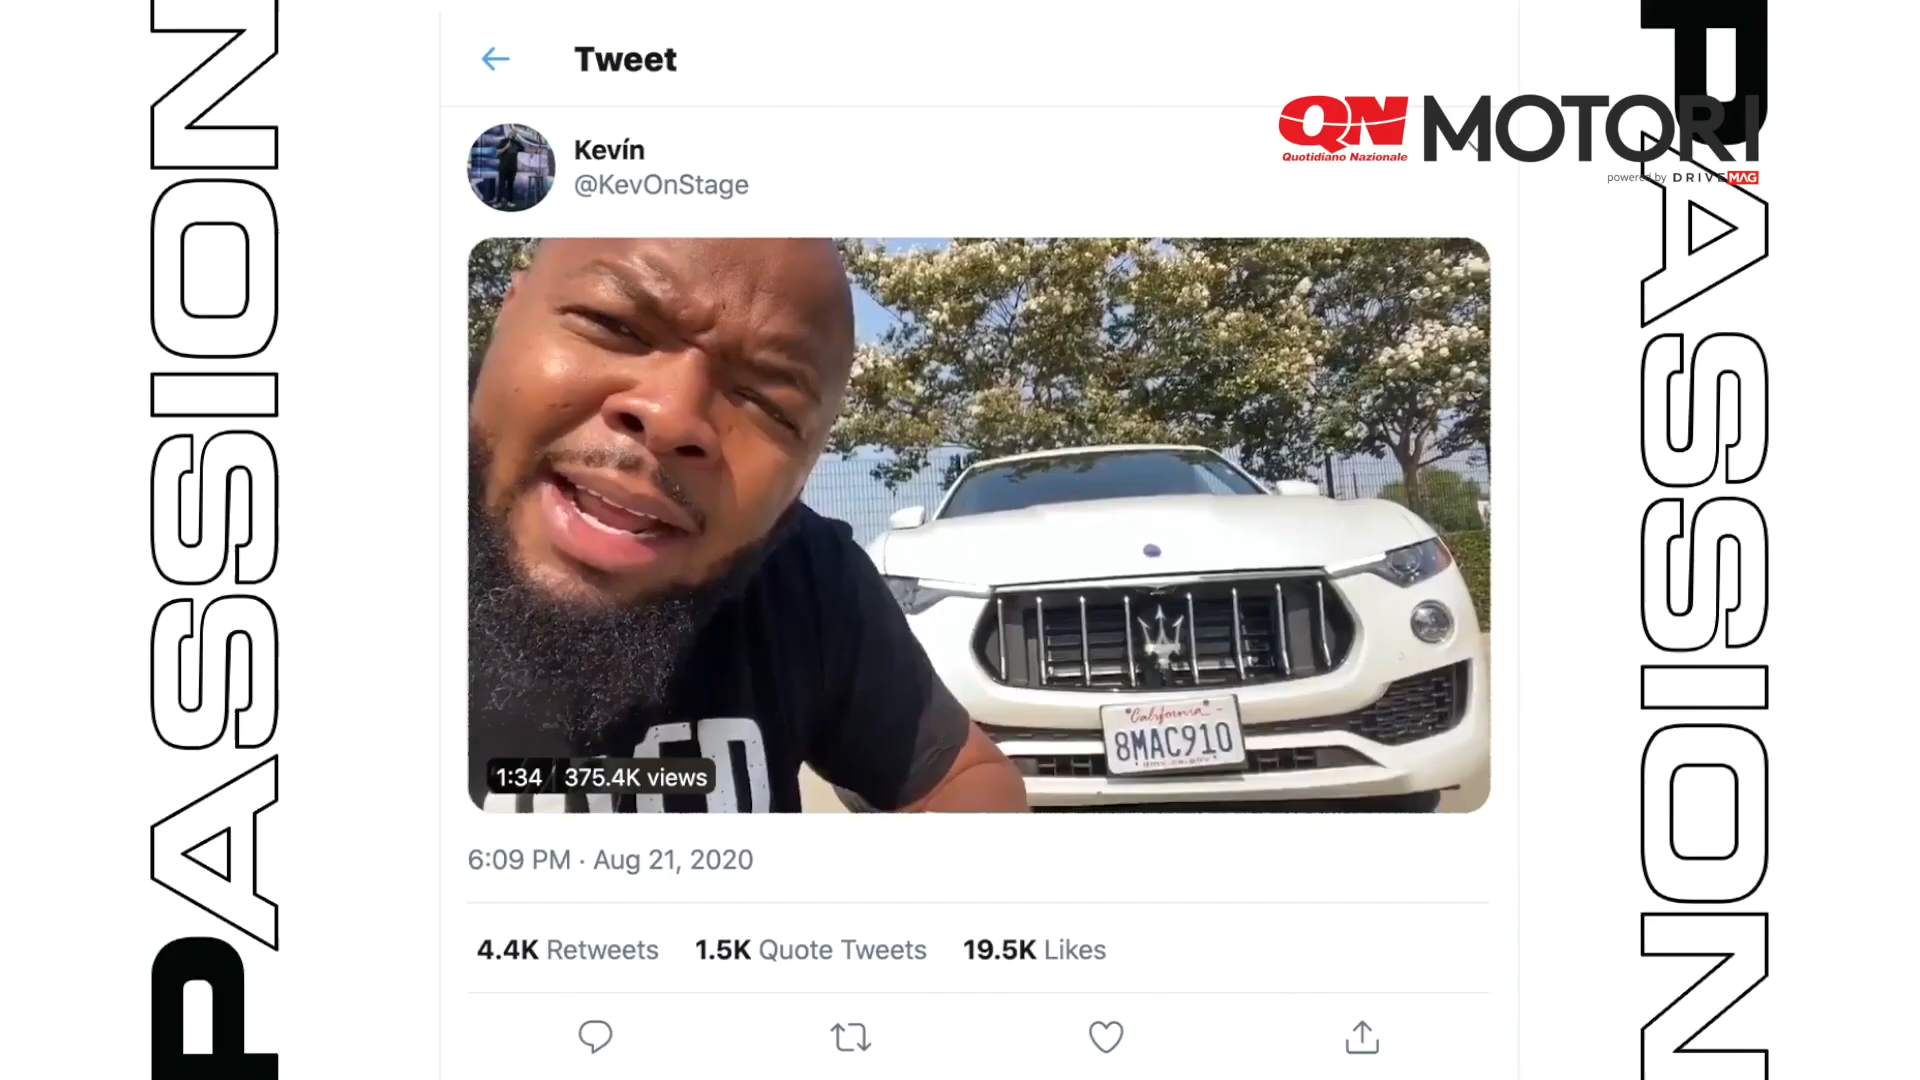 PASSION
Tweet
QN MOTORI
Quotidiano Nazionale
powered by DRIVEMAG
Kevín
@KevOnStage
California
8MAC910
1:34 375.4K views
6:09 PM · Aug 21, 2020
4.4K Retweets 1.5K Quote Tweets 19.5K Likes
PASSION